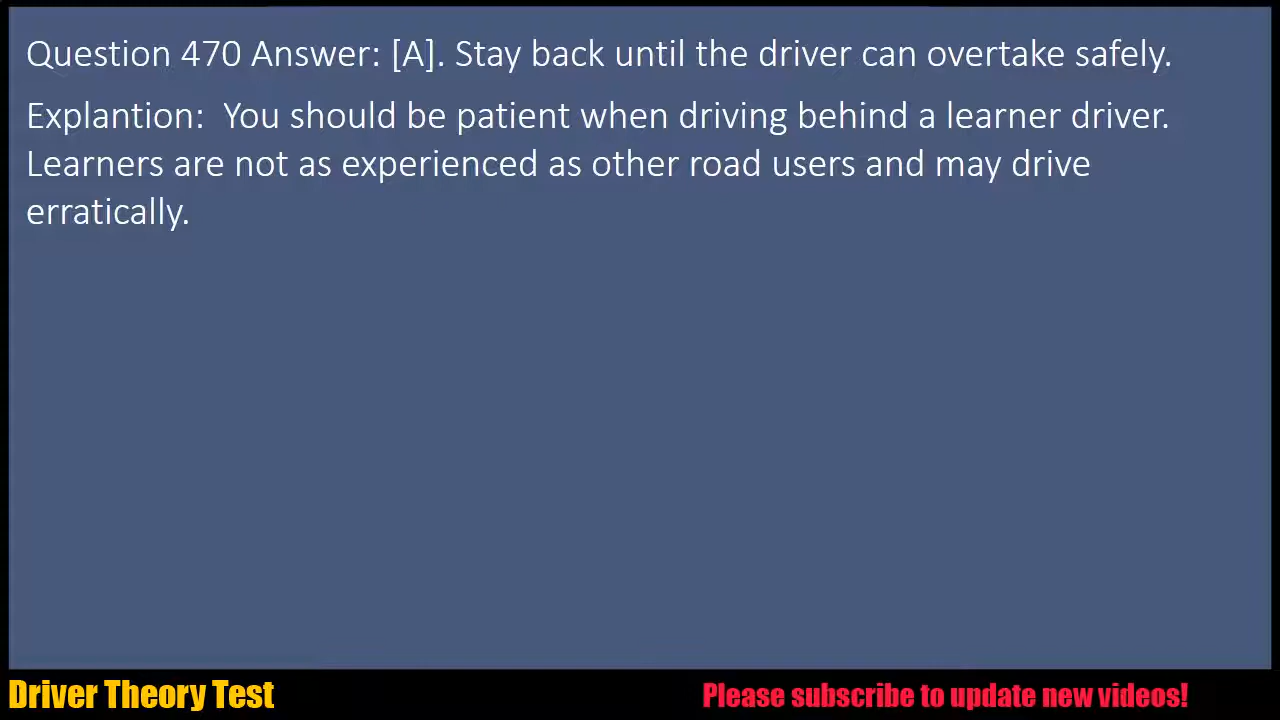 Question 470 Answer: [A]. Stay back until the driver can overtake safely.
Explantion:  You should be patient when driving behind a learner driver.
Learners are not as experienced as other road users and may drive
erratically.
Driver Theory Test
Please subscribe to update new videos!